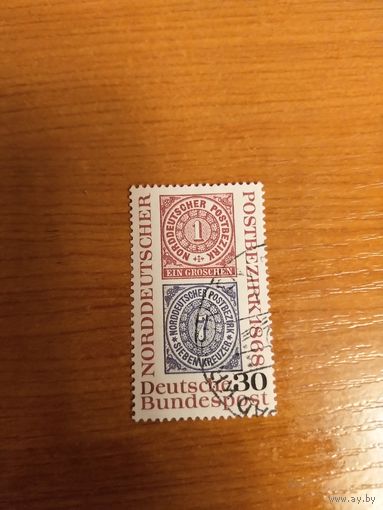 NORDDEUTSCHER
POSTBEZIRK 1868
NORDDEUTSCHER POSTBEZIRK
1
EIN GROSCHEN
NORDDEUTSCHER POSTBEZIRK
7
SIEBEN KREUZER
Deutsche 30
Bundespost
www.ay.by